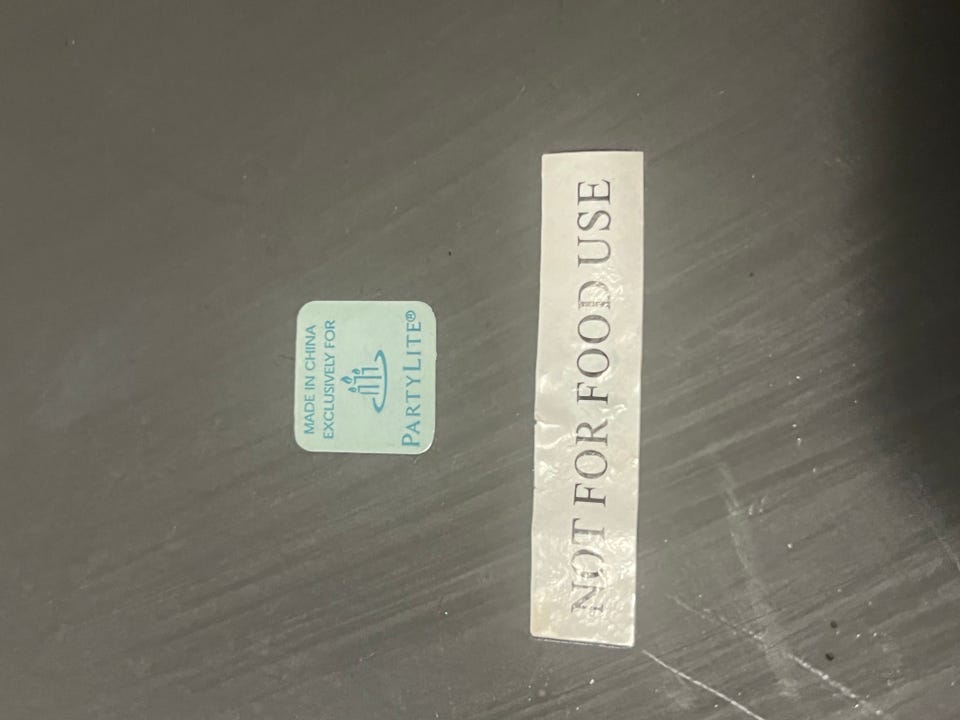 MADE IN CHINA
EXCLUSIVELY FOR
PARTYLITE®
NOT FOR FOOD USE